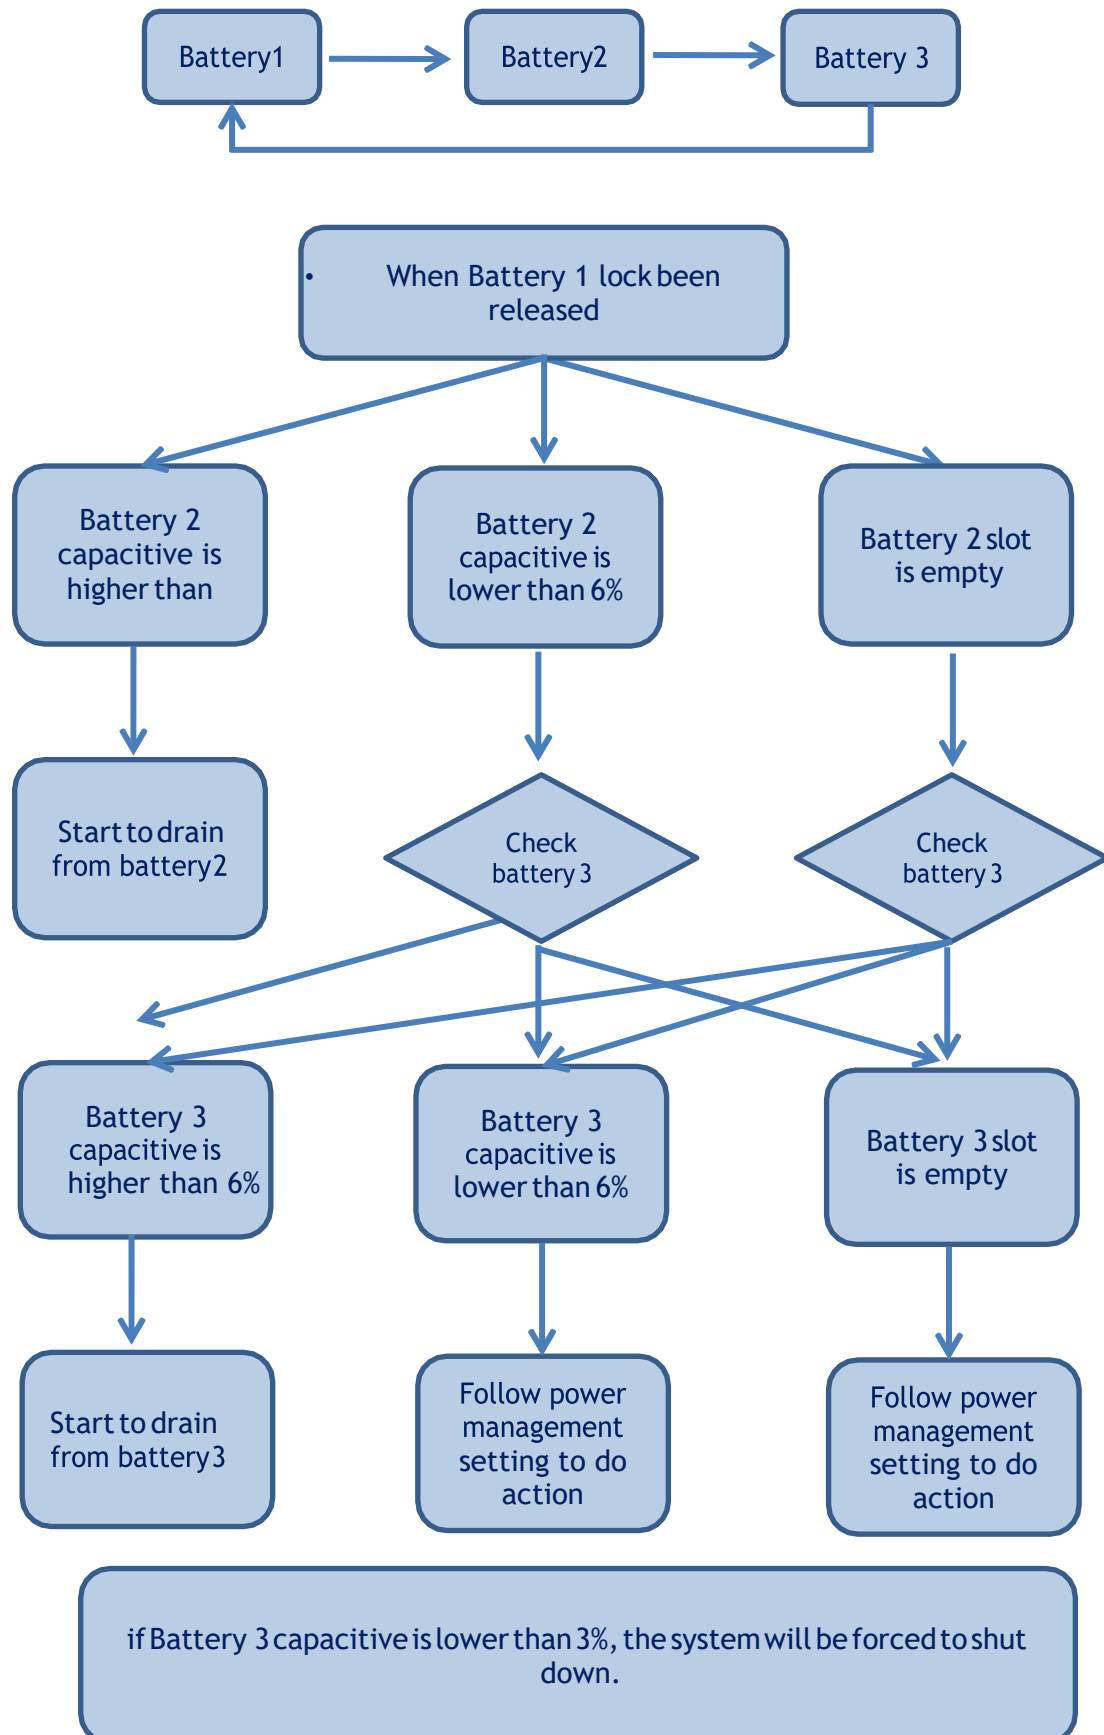 Battery1
Battery2
Battery 3
• When Battery 1 lock been
released
Battery 2
capacitive is
higher than
Battery 2
capacitive is
lower than 6%
Battery 2 slot
is empty
Start to drain
from battery2
Check
battery 3
Check
battery 3
Battery 3
capacitive is
higher than 6%
Battery 3
capacitive is
lower than 6%
Battery 3 slot
is empty
Start to drain
from battery3
Follow power
management
setting to do
action
Follow power
management
setting to do
action
if Battery 3 capacitive is lower than 3%, the system will be forced to shut
down.